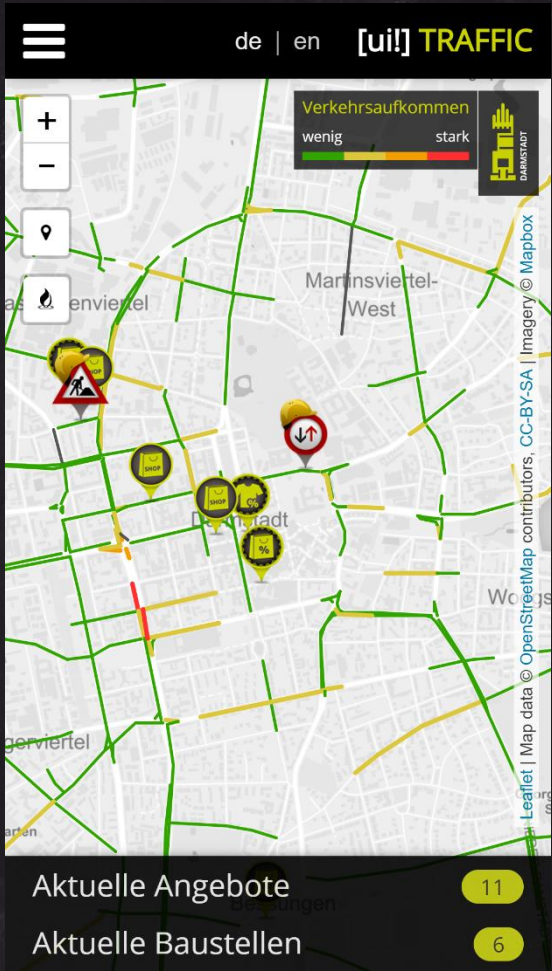 de | en [ui!] TRAFFIC
+
Verkehrsaufkommen
wenig stark
DARMSTADT
−
Martinsviertel-
West
SHOP
SHOP
%
Darmstadt
%
Leaflet | Map data © OpenStreetMap contributors, CC-BY-SA | Imagery © Mapbox
Aktuelle Angebote 11
Bessungen
Aktuelle Baustellen 6